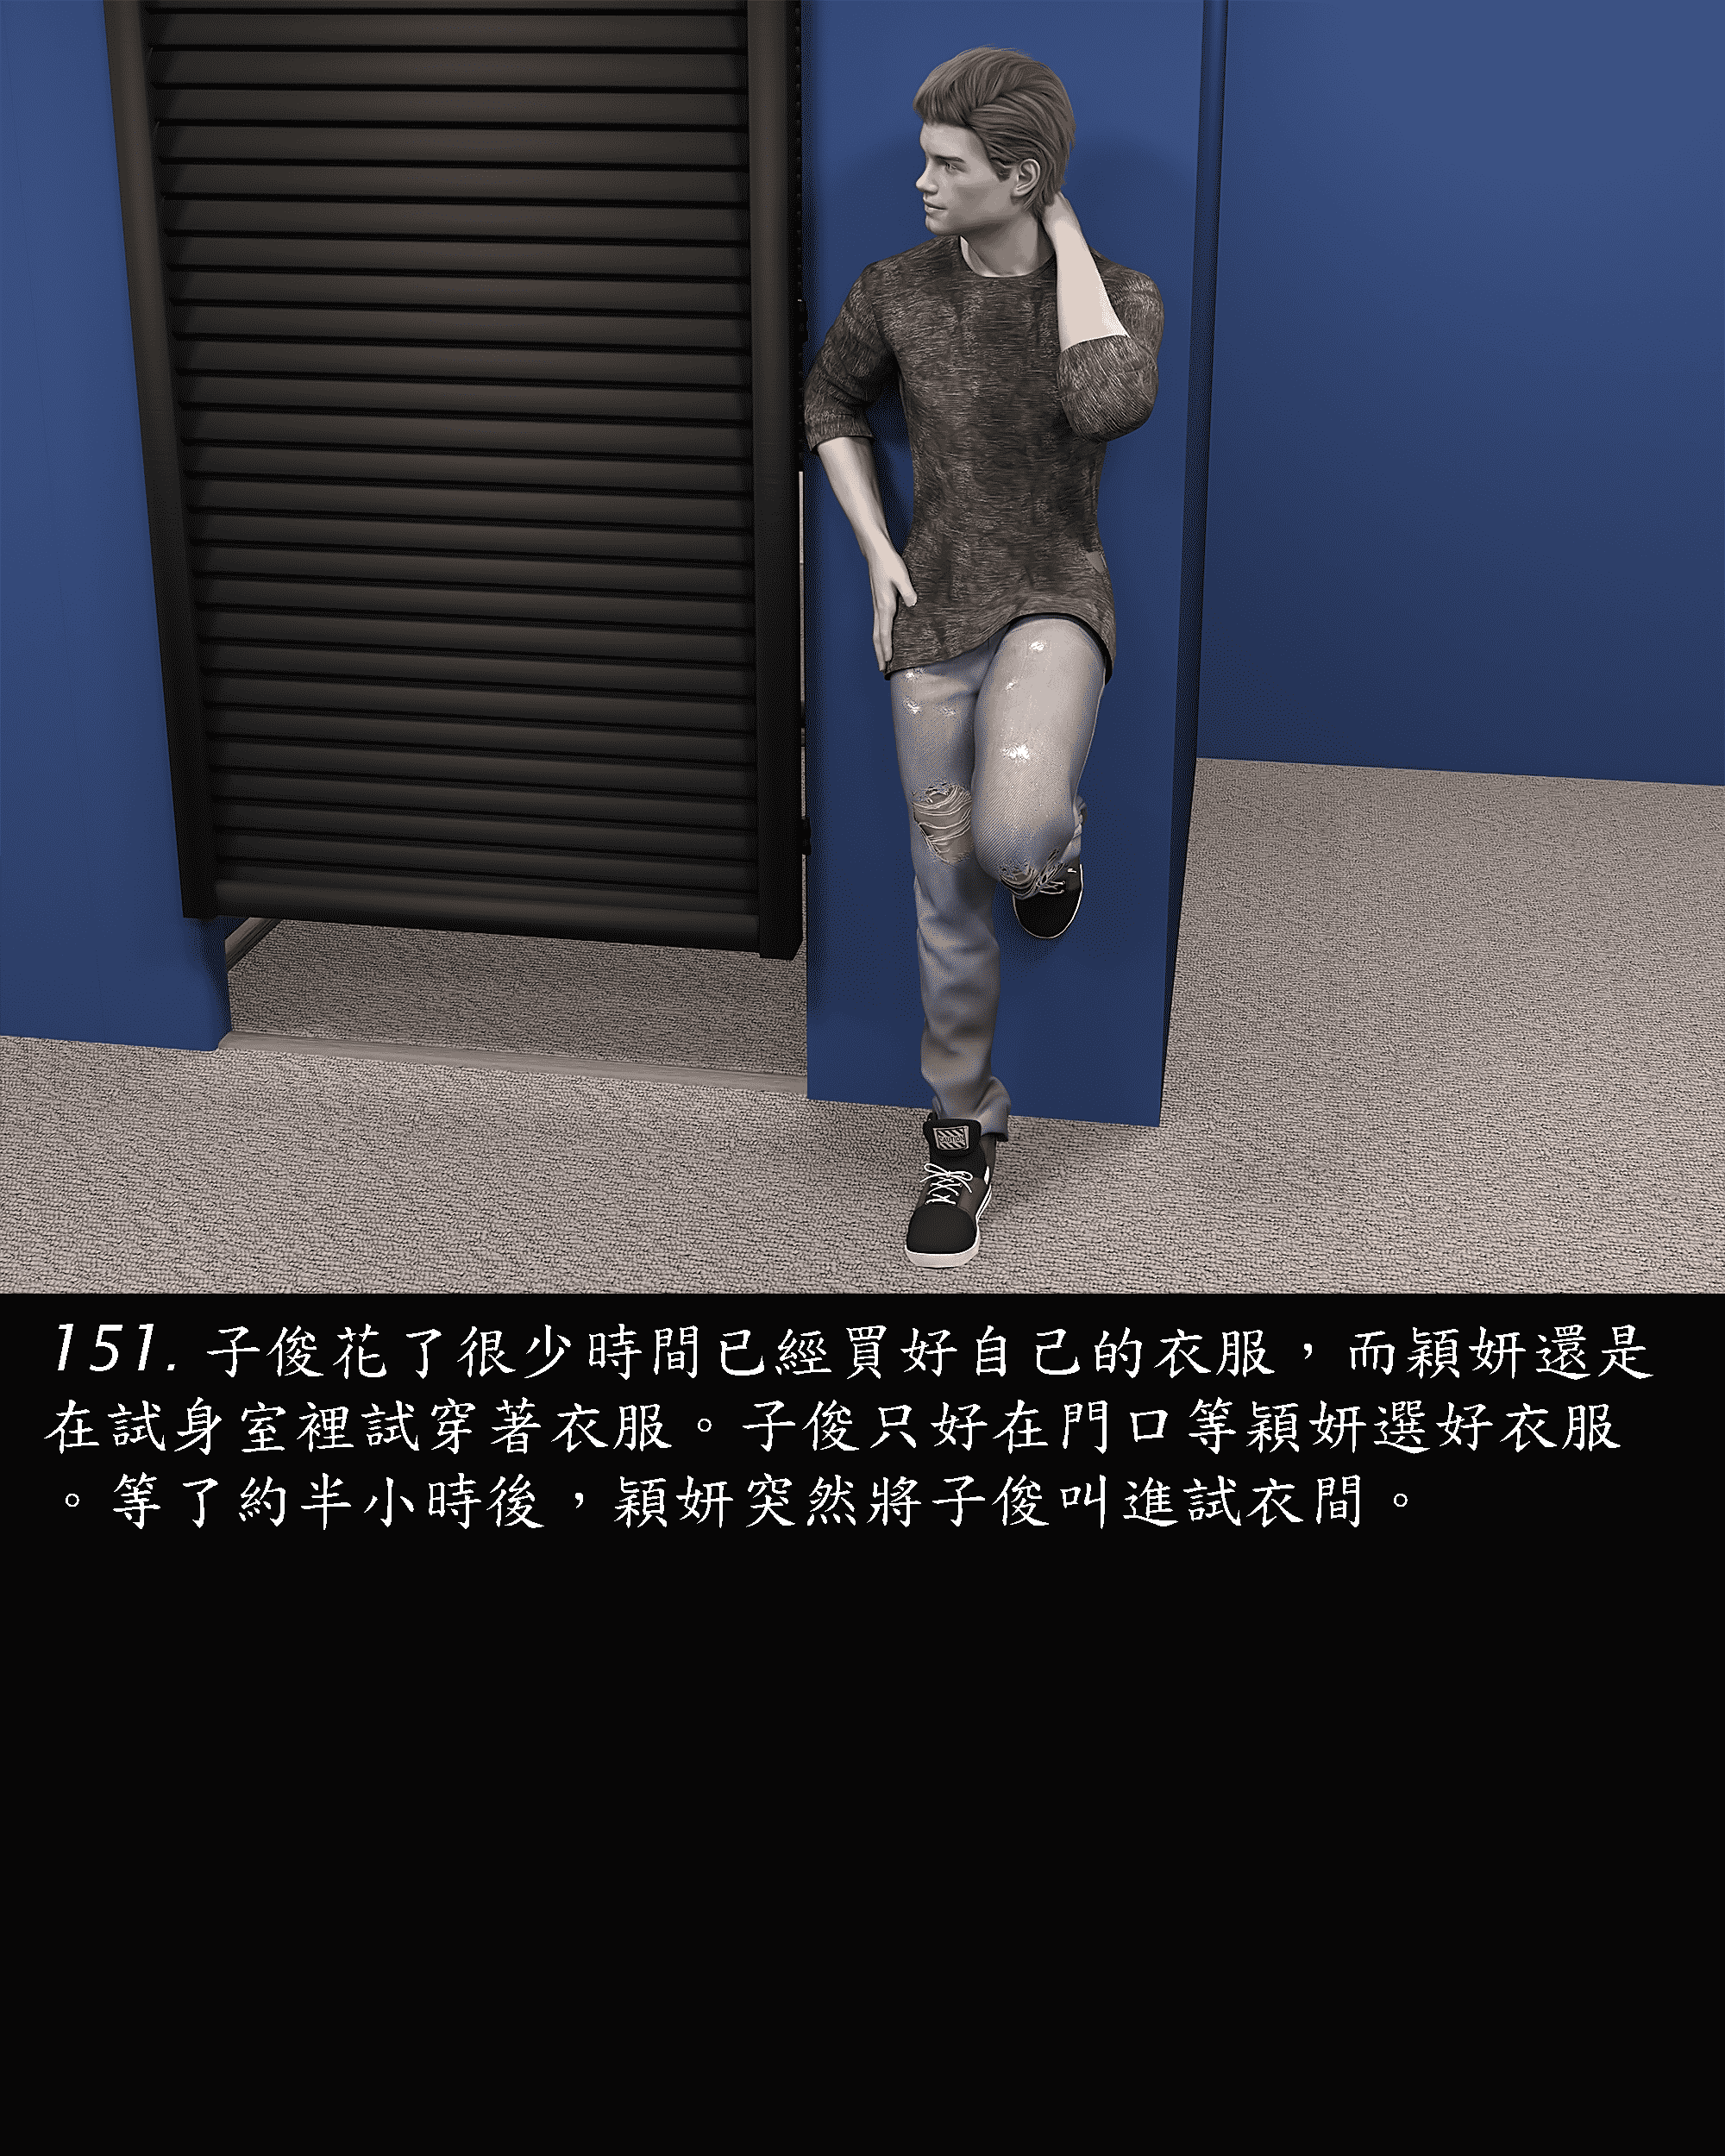 151. 子俊花了很少時間已經買好自己的衣服，而穎妍還是
在試身室裡試穿著衣服。子俊只好在門口等穎妍選好衣服
。等了約半小時後，穎妍突然將子俊叫進試衣間。